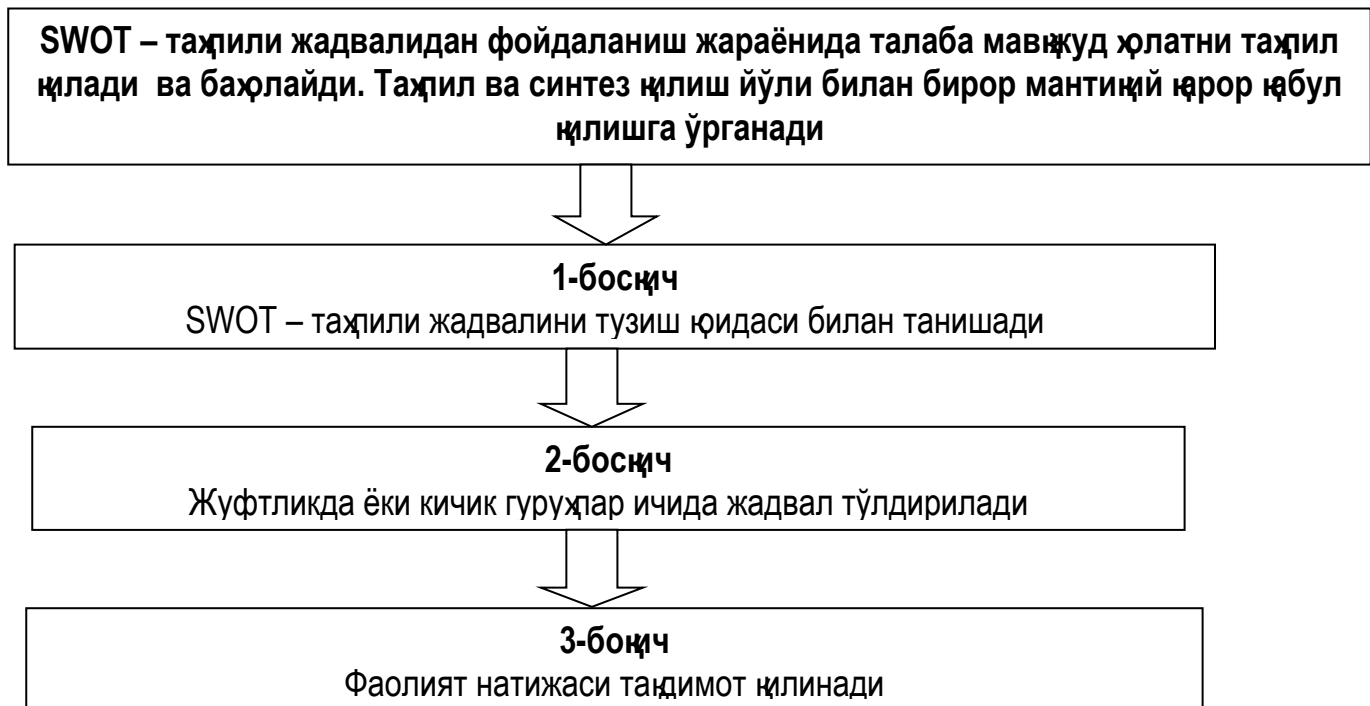 SWOT – таҳлили жадвалидан фойдаланиш жараёнида талаба мавжуд ҳолатни таҳлил
қилади ва баҳолайди. Таҳлил ва синтез қилиш йўли билан бирор мантиқий қарор қабул
қилишга ўрганади
1-босқич
SWOT – таҳлили жадвалини тузиш қоидаси билан танишади
2-босқич
Жуфтликда ёки кичик гуруҳлар ичида жадвал тўлдирилади
3-боқич
Фаолият натижаси тақдимот қилинади